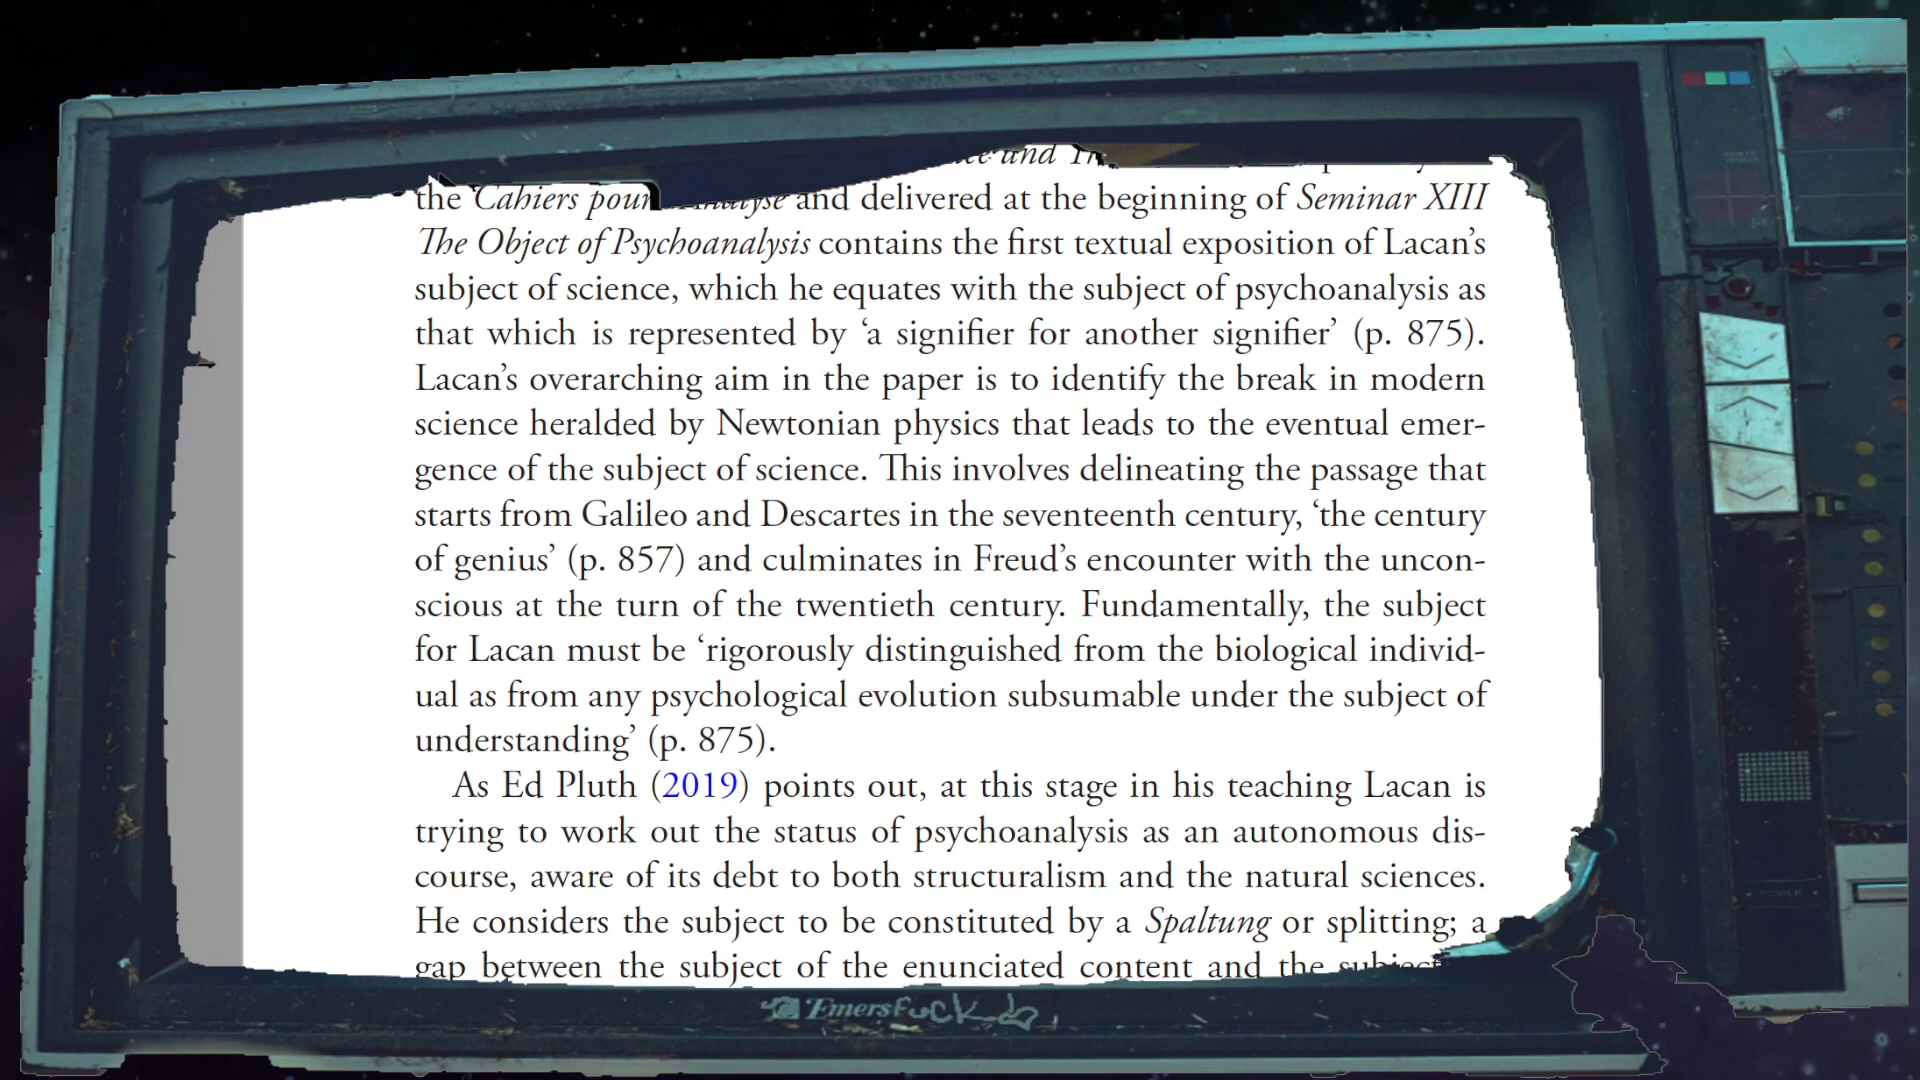 and
the Cahiers pour and delivered at the beginning of Seminar XIII
The Object of Psychoanalysis contains the first textual exposition of Lacan’s
subject of science, which he equates with the subject of psychoanalysis as
that which is represented by ‘a signifier for another signifier’ (p. 875).
Lacan’s overarching aim in the paper is to identify the break in modern
science heralded by Newtonian physics that leads to the eventual emer-
gence of the subject of science. This involves delineating the passage that
starts from Galileo and Descartes in the seventeenth century, ‘the century
of genius’ (p. 857) and culminates in Freud’s encounter with the uncon-
scious at the turn of the twentieth century. Fundamentally, the subject
for Lacan must be ‘rigorously distinguished from the biological individ-
ual as from any psychological evolution subsumable under the subject of
understanding’ (p. 875).
As Ed Pluth (2019) points out, at this stage in his teaching Lacan is
trying to work out the status of psychoanalysis as an autonomous dis-
course, aware of its debt to both structuralism and the natural sciences.
He considers the subject to be constituted by a Spaltung or splitting; a
gap between the subject of the enunciated content and the subject
POWER